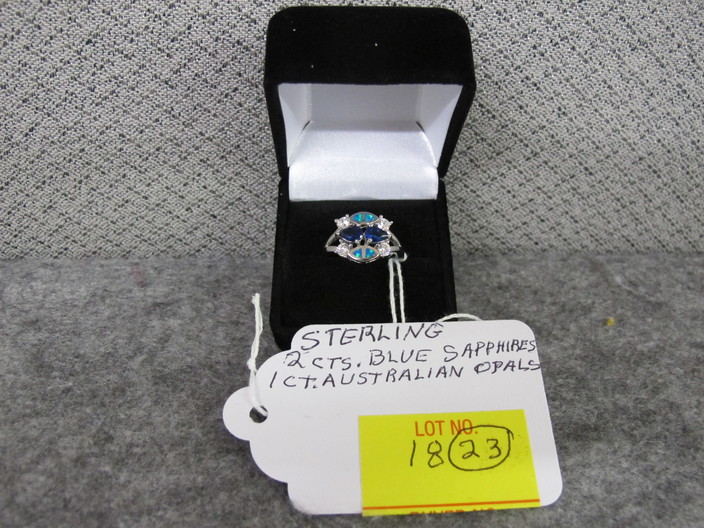 STERLING
2 CTS. BLUE SAPPHIRES
1 CT. AUSTRALIAN OPALS
LOT NO.
18 23